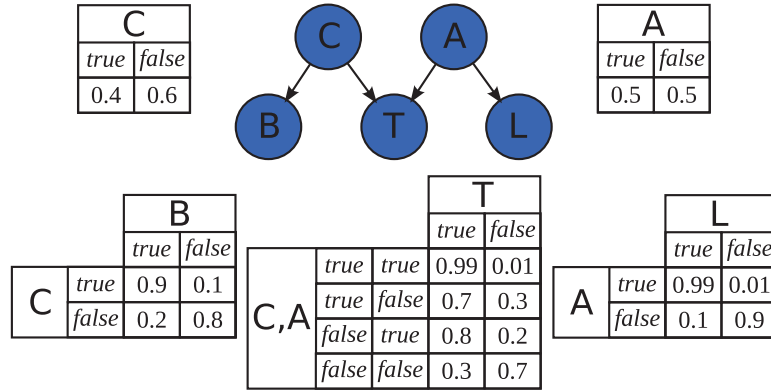 C
true false
0.4 0.6
C A
A
true false
0.5 0.5
B T L
B
true false
C true 0.9 0.1
false 0.2 0.8
T
true false
C,A true true 0.99 0.01
true false 0.7 0.3
false true 0.8 0.2
false false 0.3 0.7
L
true false
A true 0.99 0.01
false 0.1 0.9